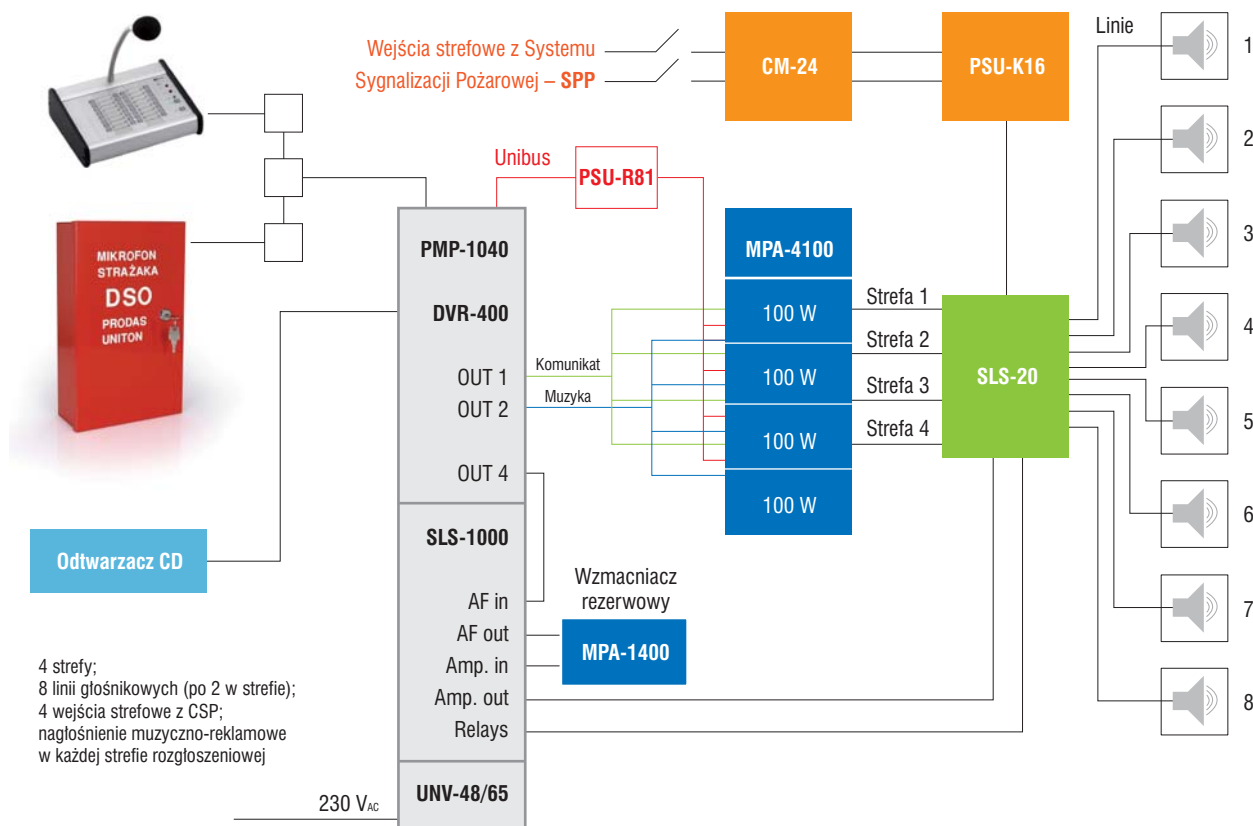 Wejścia strefowe z Systemu
Sygnalizacji Pożarowej – SPP
CM-24
PSU-K16
Linie
1
2
3
4
5
6
7
8
Unibus
PSU-R81
MIKROFON
STRAŻAKA
DSO
PRODAS
UNITON
PMP-1040
DVR-400
OUT 1
OUT 2
OUT 4
Komunikat
Muzyka
MPA-4100
100 W
100 W
100 W
100 W
Strefa 1
Strefa 2
Strefa 3
Strefa 4
SLS-20
Odtwarzacz CD
SLS-1000
AF in
AF out
Amp. in
Amp. out
Relays
Wzmacniacz
rezerwowy
MPA-1400
4 strefy;
8 linii głośnikowych (po 2 w strefie);
4 wejścia strefowe z CSP;
nagłośnienie muzyczno-reklamowe
w każdej strefie rozgłoszeniowej
230 VAC
UNV-48/65